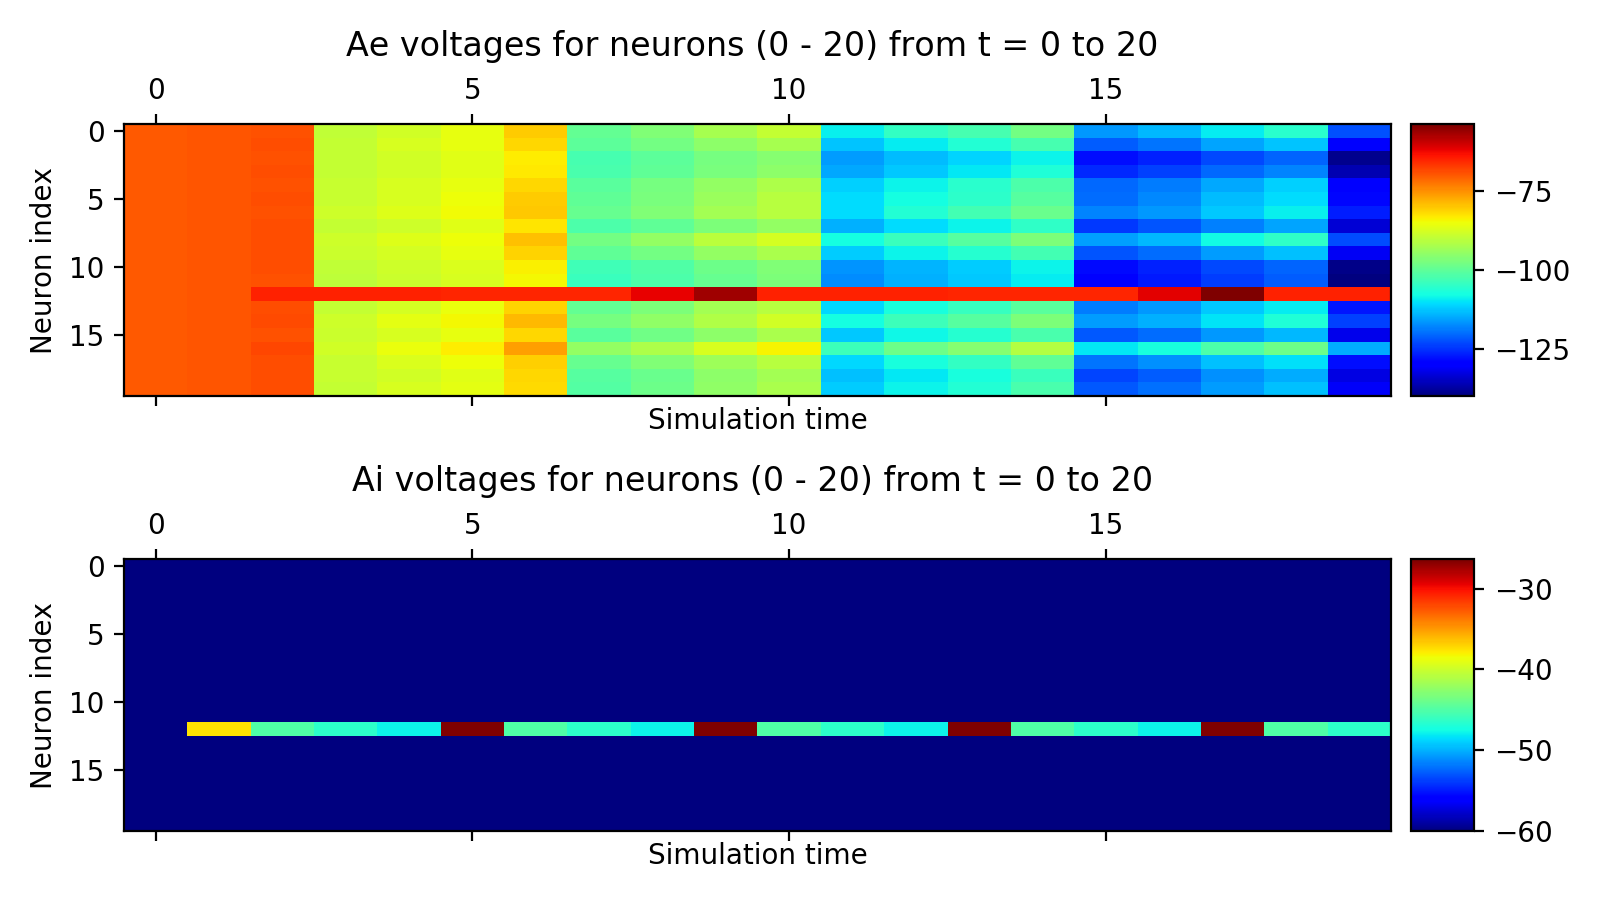 Ae voltages for neurons (0 - 20) from t = 0 to 20
0 5 10 15
Neuron index
0
5
10
15
−75
−100
−125
Simulation time
Ai voltages for neurons (0 - 20) from t = 0 to 20
0 5 10 15
Neuron index
0
5
10
15
−30
−40
−50
−60
Simulation time